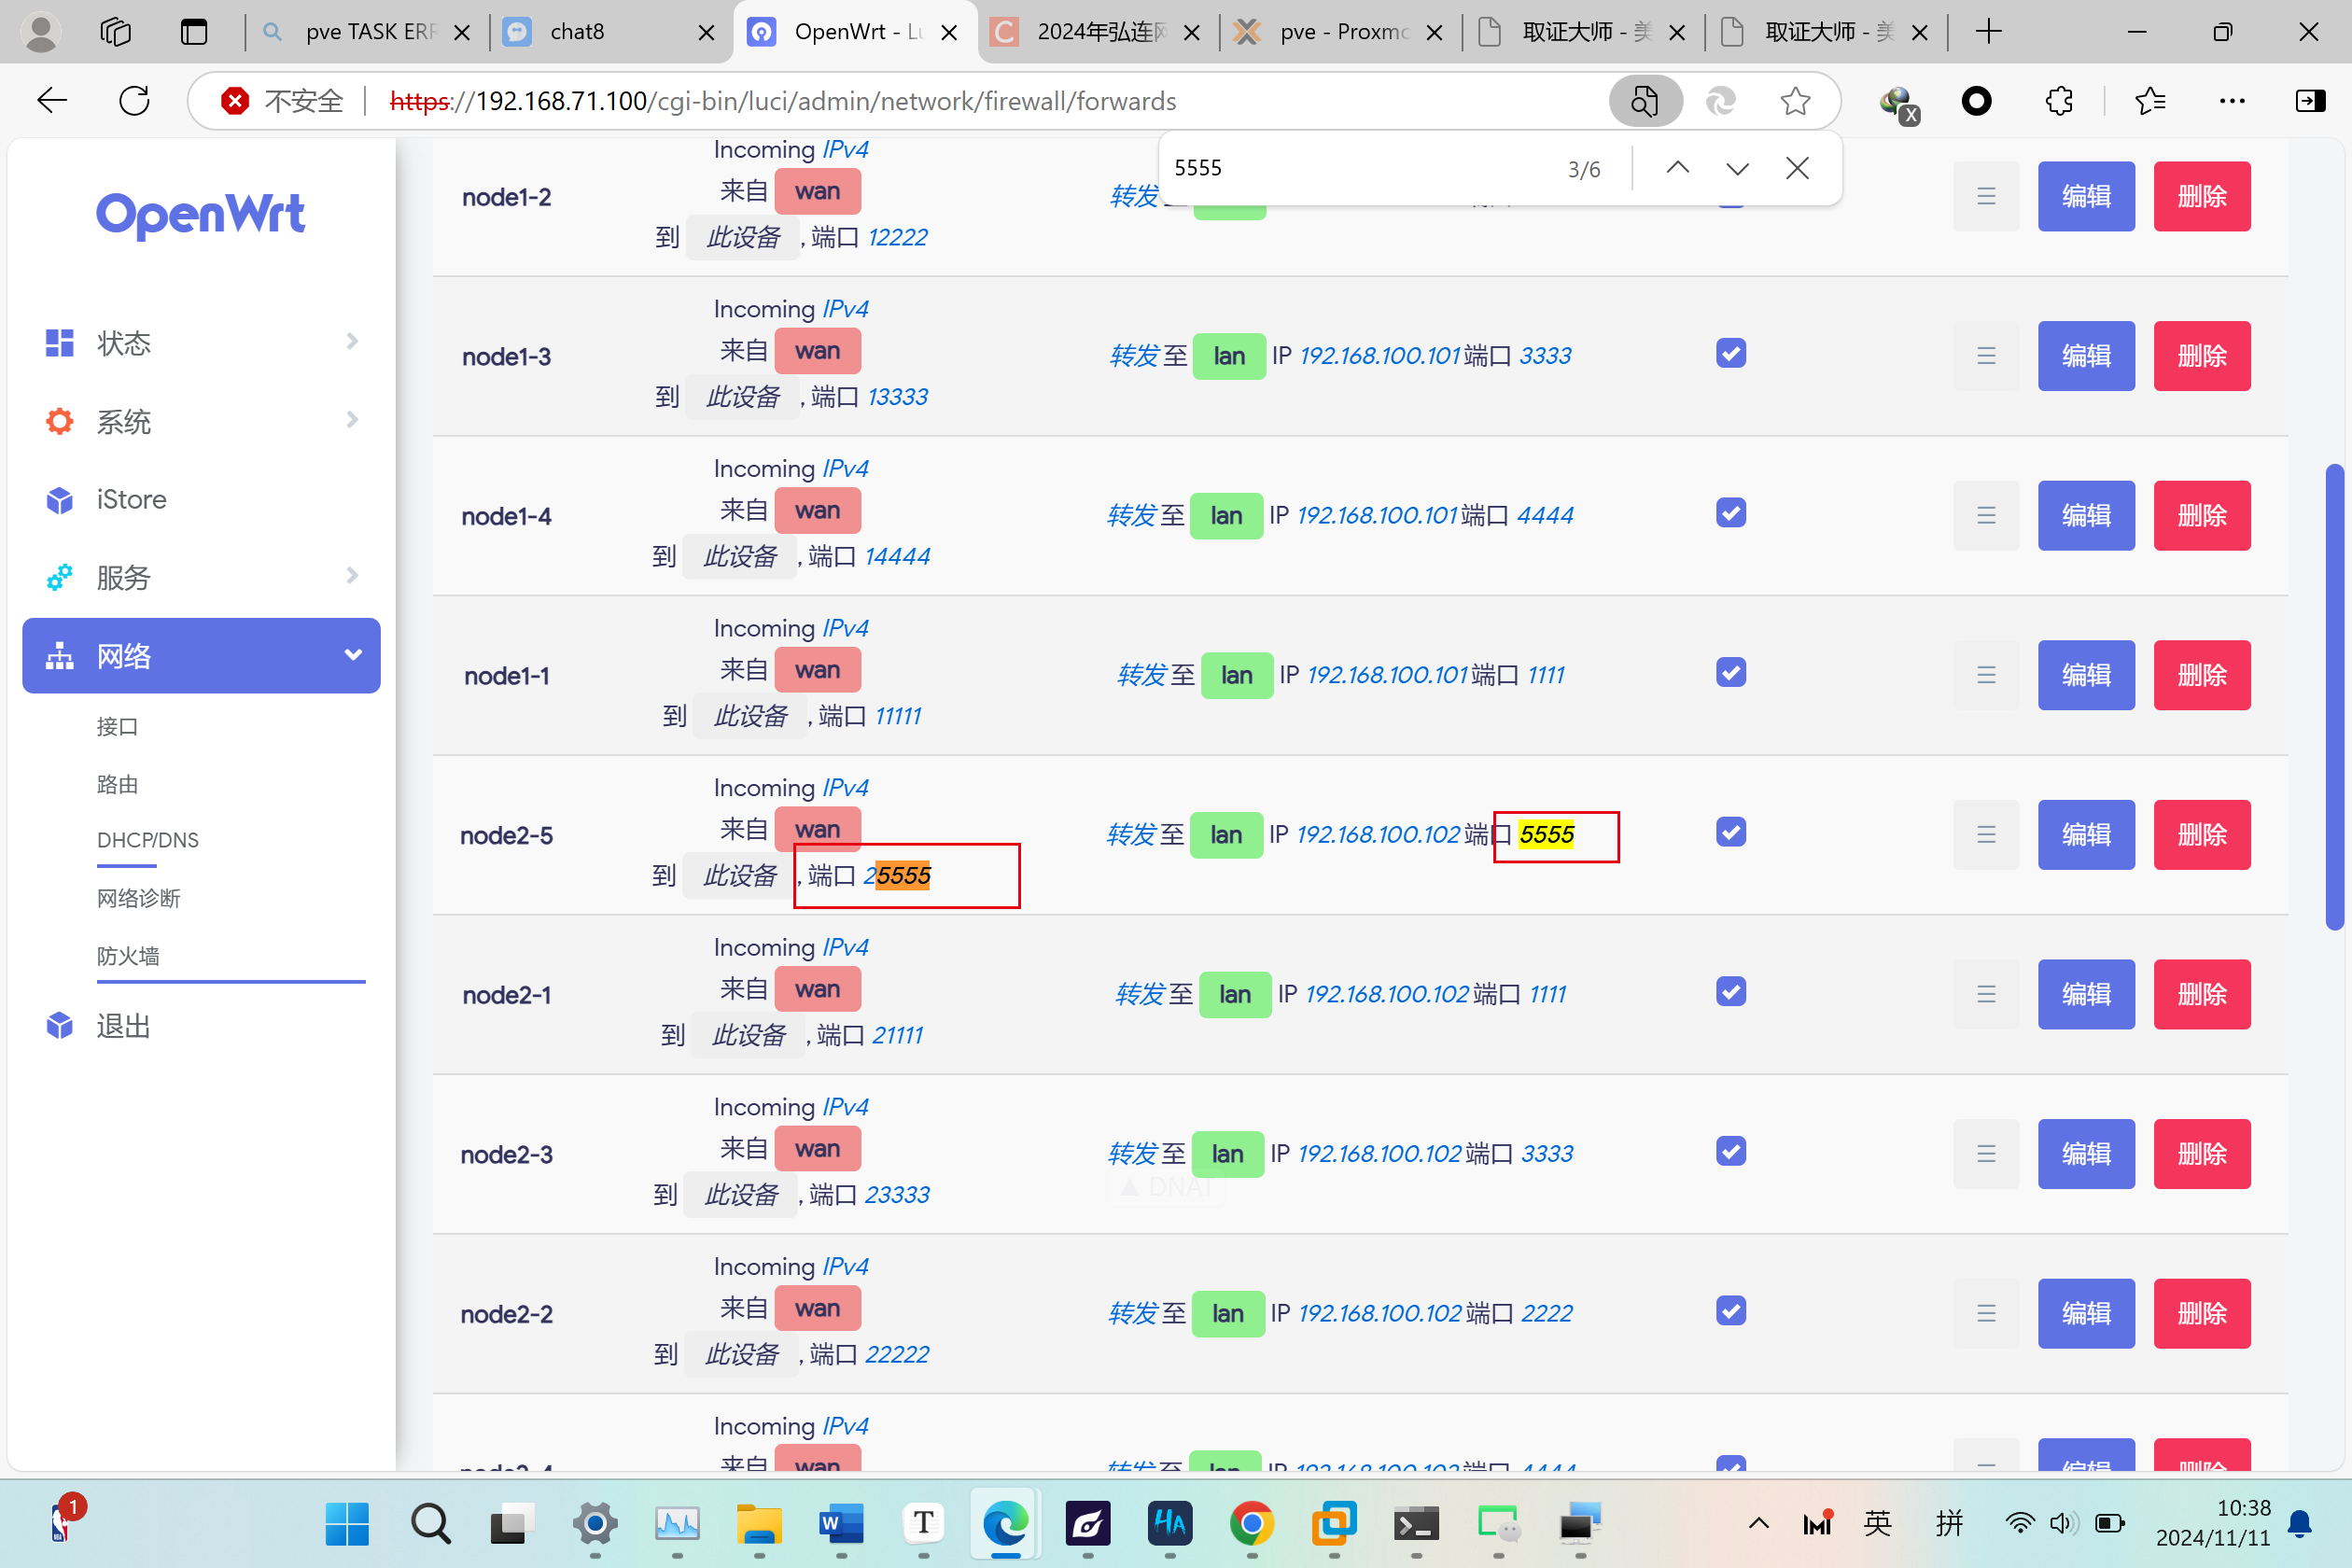 pve TASK ERR
chat8
OpenWrt - Lu
2024年弘连网
pve - Proxmo
取证大师 - 美
取证大师 - 美
不安全
https://192.168.71.100/cgi-bin/luci/admin/network/firewall/forwards
X
5555
3/6
OpenWrt
状态
系统
iStore
服务
网络
接口
路由
DHCP/DNS
网络诊断
防火墙
退出
node1-2
Incoming IPv4
来自 wan
到 此设备 , 端口 12222
转发
编辑
删除
node1-3
Incoming IPv4
来自 wan
到 此设备 , 端口 13333
转发 至 lan IP 192.168.100.101 端口 3333
编辑
删除
node1-4
Incoming IPv4
来自 wan
到 此设备 , 端口 14444
转发 至 lan IP 192.168.100.101 端口 4444
编辑
删除
node1-1
Incoming IPv4
来自 wan
到 此设备 , 端口 11111
转发 至 lan IP 192.168.100.101 端口 1111
编辑
删除
node2-5
Incoming IPv4
来自 wan
到 此设备 , 端口 25555
转发 至 lan IP 192.168.100.102 端口 5555
编辑
删除
node2-1
Incoming IPv4
来自 wan
到 此设备 , 端口 21111
转发 至 lan IP 192.168.100.102 端口 1111
编辑
删除
node2-3
Incoming IPv4
来自 wan
到 此设备 , 端口 23333
转发 至 lan IP 192.168.100.102 端口 3333
▲ DNAT
编辑
删除
node2-2
Incoming IPv4
来自 wan
到 此设备 , 端口 22222
转发 至 lan IP 192.168.100.102 端口 2222
编辑
删除
node2-4
Incoming IPv4
来自 wan
转发 至 lan IP 192.168.100.102 端口 4444
编辑
删除
1
英
拼
10:38
2024/11/11